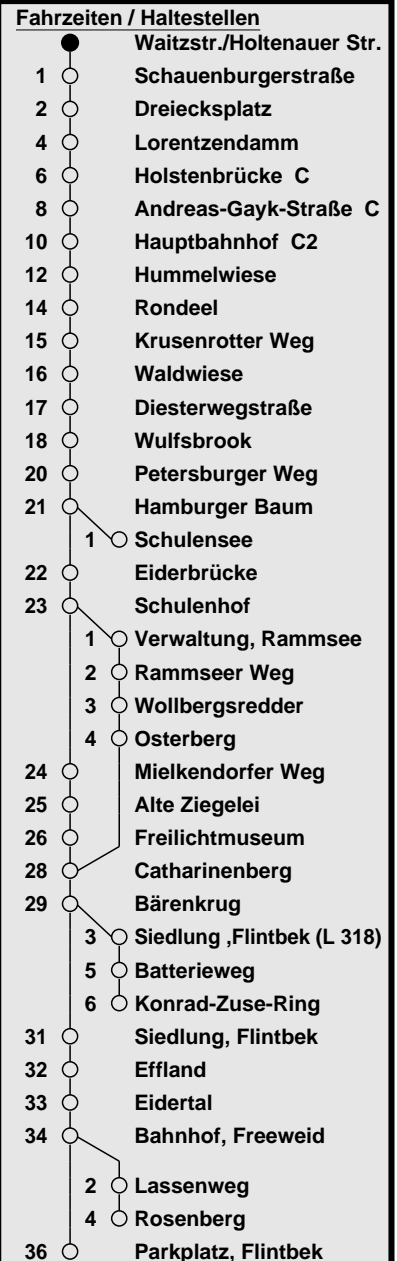 Fahrzeiten / Haltestellen
Waitzstr./Holtenauer Str.
1 Schauenburgerstraße
2 Dreiecksplatz
4 Lorentzendamm
6 Holstenbrücke C
8 Andreas-Gayk-Straße C
10 Hauptbahnhof C2
12 Hummelwiese
14 Rondeel
15 Krusenrotter Weg
16 Waldwiese
17 Diesterwegstraße
18 Wulfsbrook
20 Petersburger Weg
21 Hamburger Baum
1 Schulensee
22 Eiderbrücke
23 Schulenhof
1 Verwaltung, Rammsee
2 Rammseer Weg
3 Wollbergsredder
4 Osterberg
24 Mielkendorfer Weg
25 Alte Ziegelei
26 Freilichtmuseum
28 Catharinenberg
29 Bärenkrug
3 Siedlung ,Flintbek (L 318)
5 Batterieweg
6 Konrad-Zuse-Ring
31 Siedlung, Flintbek
32 Effland
33 Eidertal
34 Bahnhof, Freeweid
2 Lassenweg
4 Rosenberg
36 Parkplatz, Flintbek